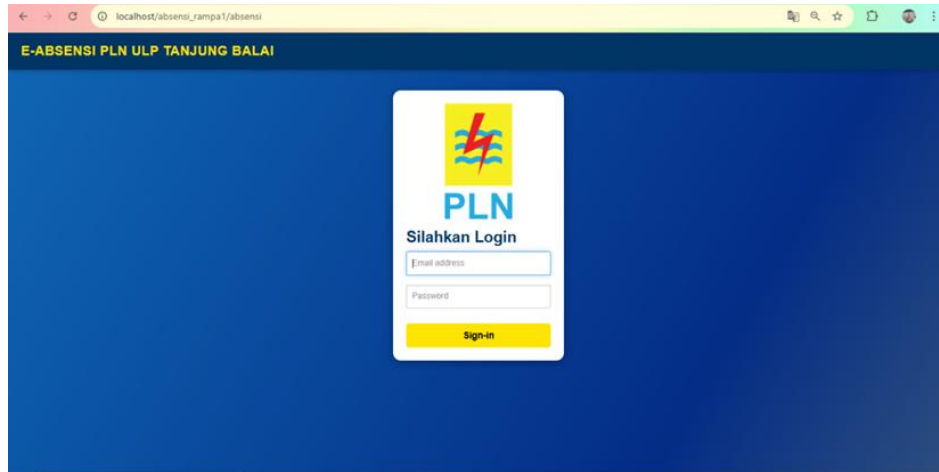 localhost/absensi_rampa1/absensi
E-ABSENSI PLN ULP TANJUNG BALAI
PLN
Silahkan Login
Email address
Password
Sign-in